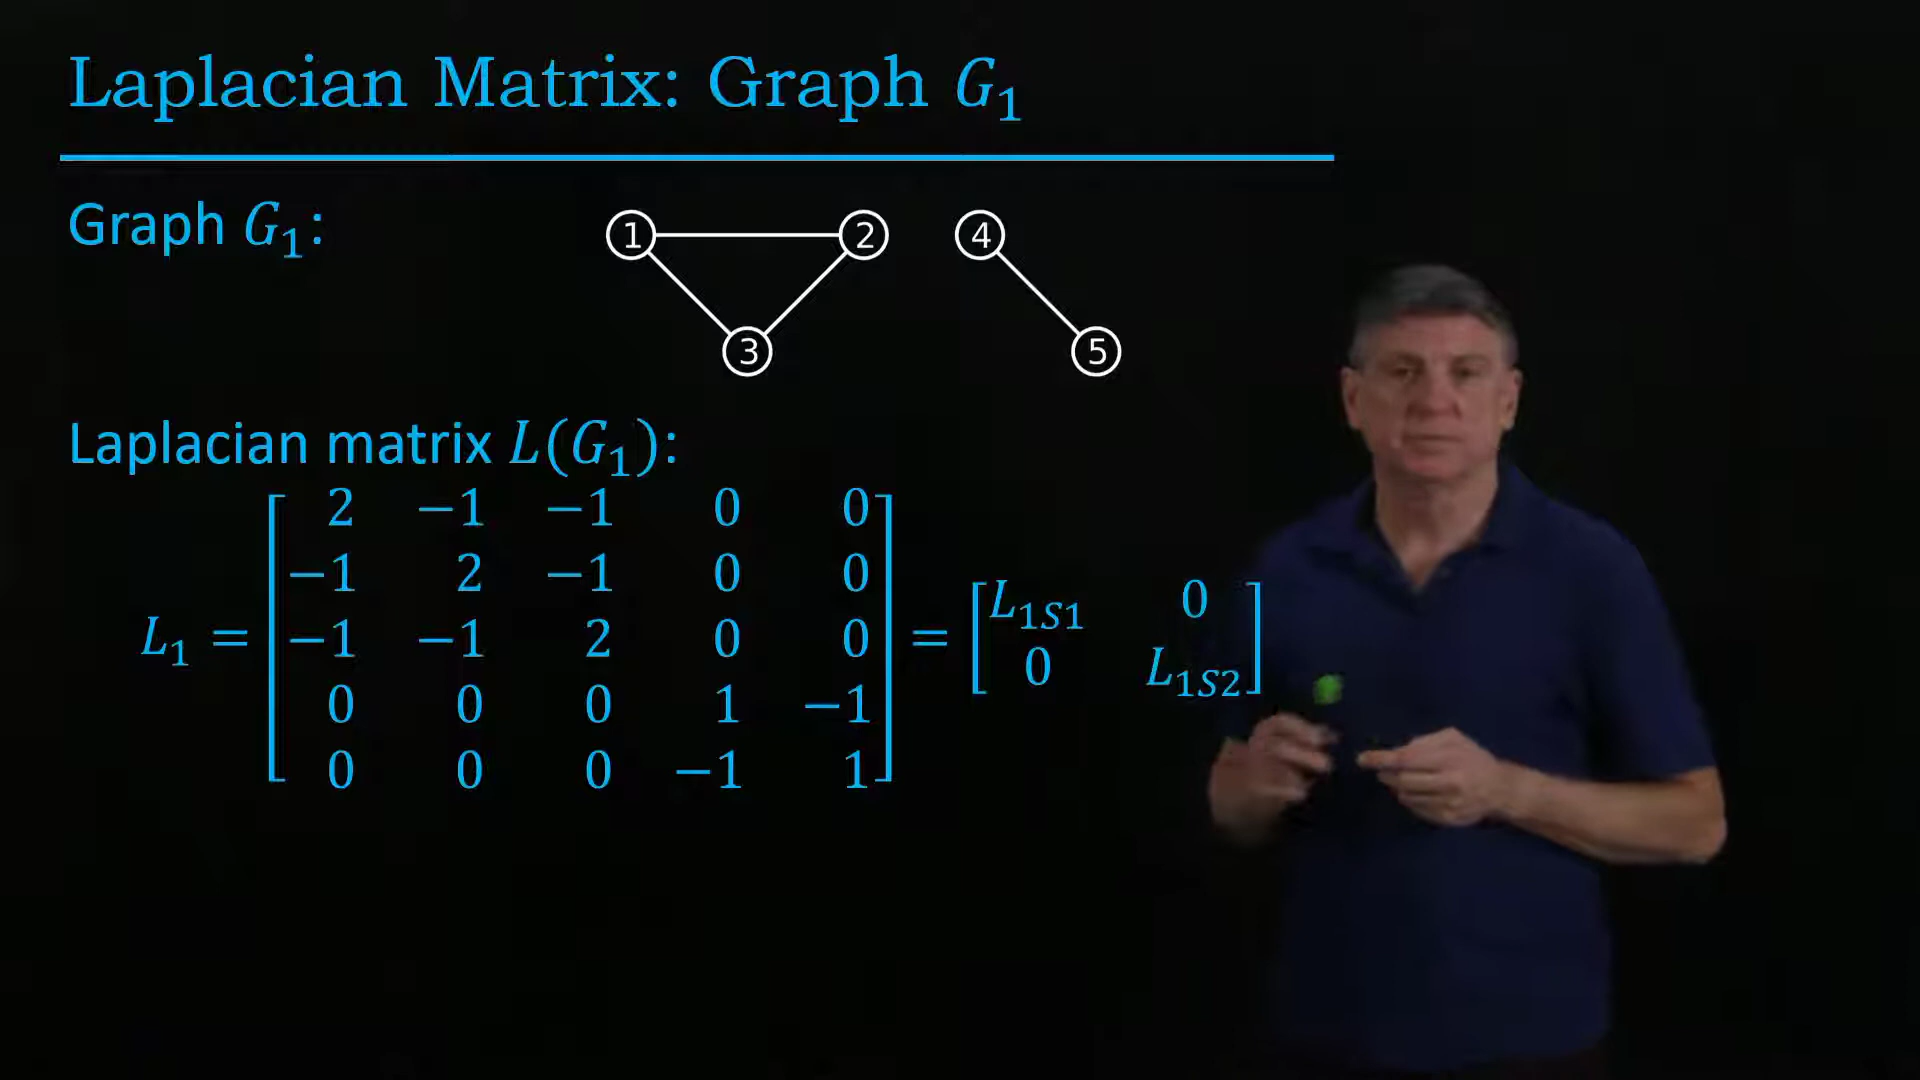 Laplacian Matrix: Graph G₁
Graph G₁:
1 2 4
3 5
Laplacian matrix L(G₁):
2 −1 −1 0 0
−1 2 −1 0 0
L₁ = −1 −1 2 0 0 = [L₁S₁ 0
0 0 0 1 −1 0 L₁S₂]
0 0 0 −1 1